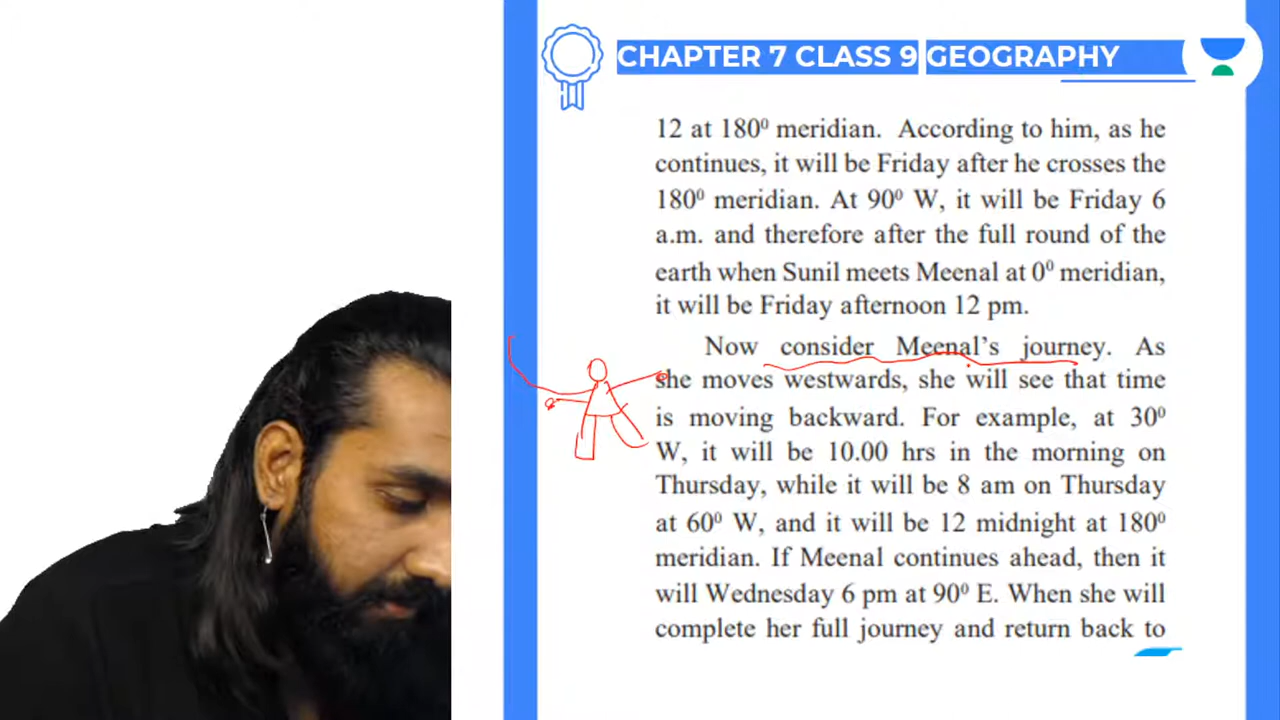 CHAPTER 7 CLASS 9 GEOGRAPHY
12 at 180⁰ meridian. According to him, as he
continues, it will be Friday after he crosses the
180⁰ meridian. At 90⁰ W, it will be Friday 6
a.m. and therefore after the full round of the
earth when Sunil meets Meenal at 0⁰ meridian,
it will be Friday afternoon 12 pm.
Now consider Meenal's journey. As
she moves westwards, she will see that time
is moving backward. For example, at 30⁰
W, it will be 10.00 hrs in the morning on
Thursday, while it will be 8 am on Thursday
at 60⁰ W, and it will be 12 midnight at 180⁰
meridian. If Meenal continues ahead, then it
will Wednesday 6 pm at 90⁰ E. When she will
complete her full journey and return back to